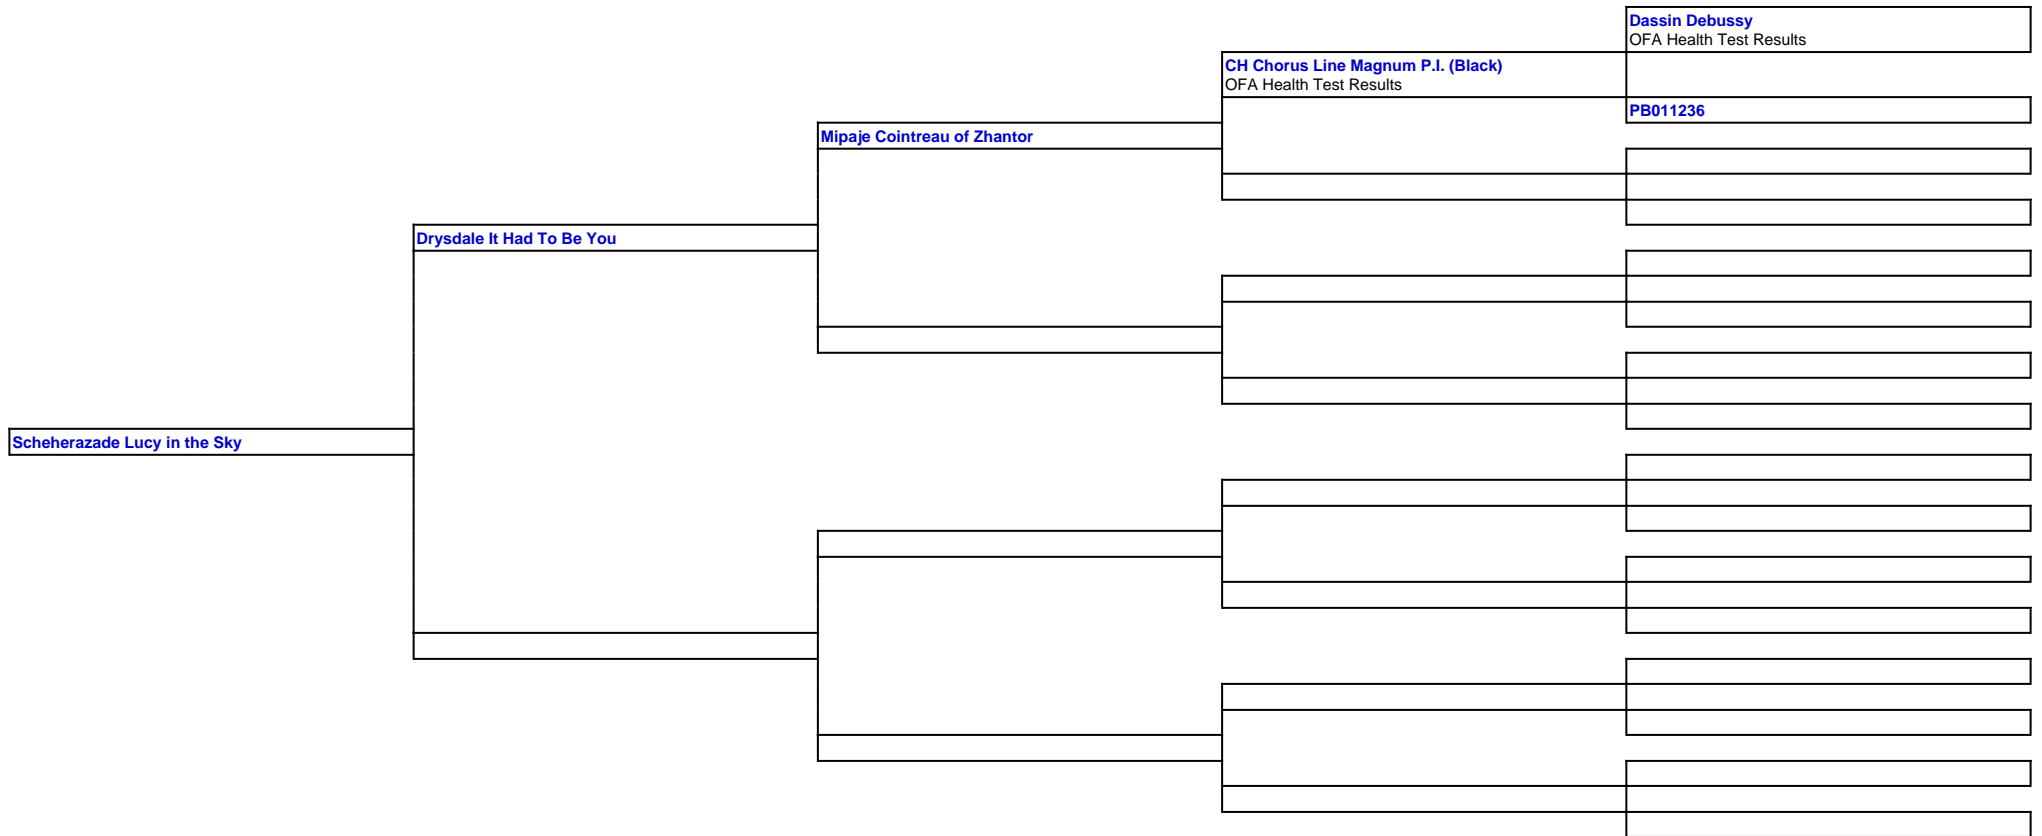 Dassin Debussy
OFA Health Test Results
CH Chorus Line Magnum P.I. (Black)
OFA Health Test Results
PB011236
Mipaje Cointreau of Zhantor
Drysdale It Had To Be You
Scheherazade Lucy in the Sky